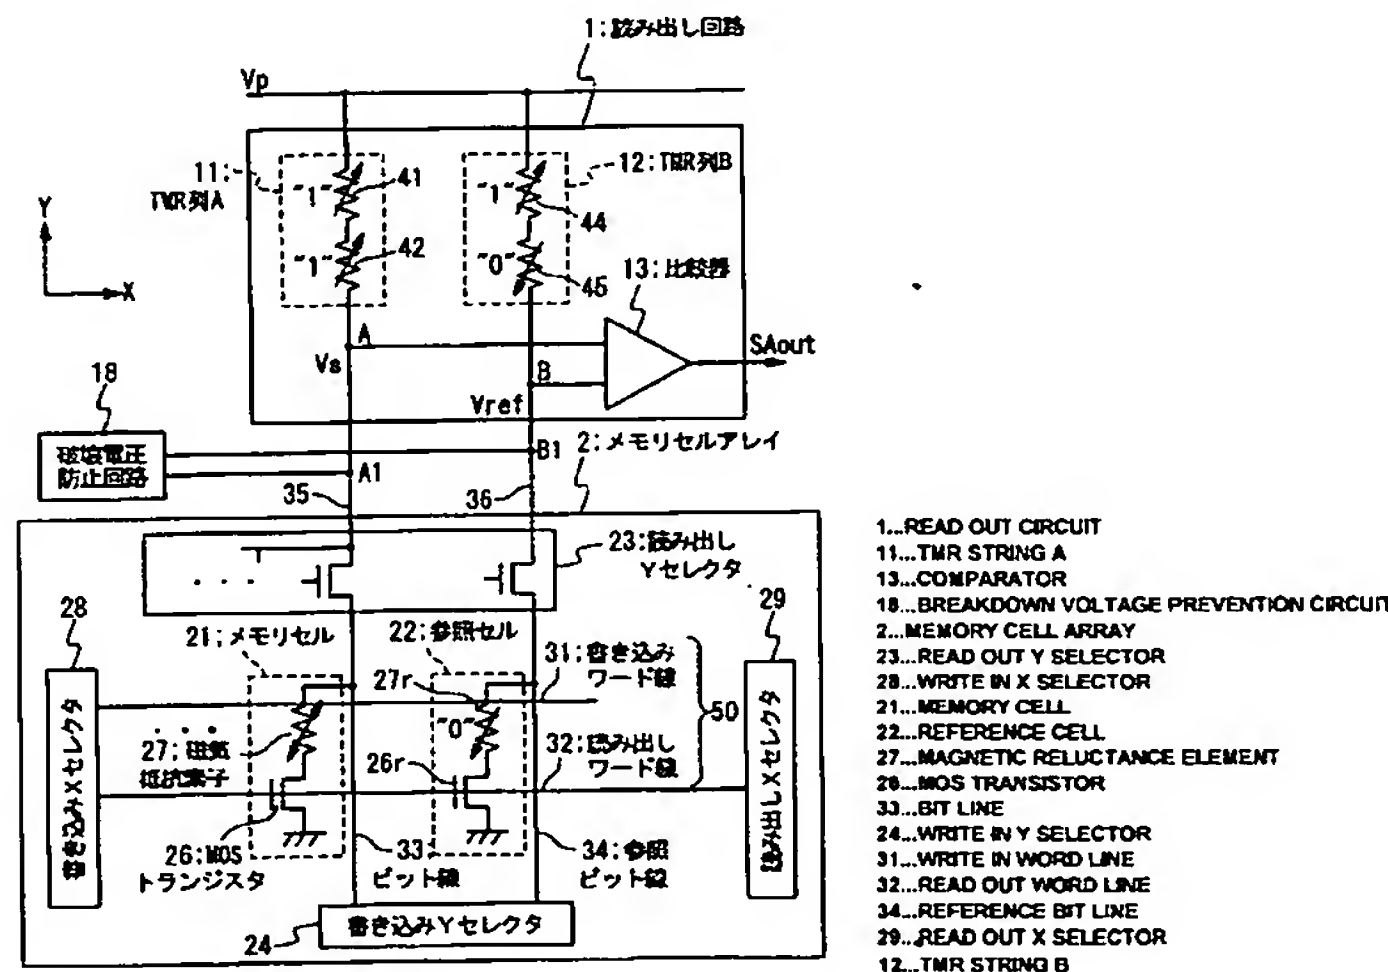 1:読み出し回路
Vp
11:
TMR列A
"1"
41
"1"
42
"1"
44
"0"
45
12:TMR列B
13:比較器
Y
X
A
Vs
B
Vref
SAout
18
破壊電圧
防止回路
B1
A1
2:メモリセルアレイ
35
36
23:読み出し
Yセレクタ
28
29
21:メモリセル
22:参照セル
31:書き込み
ワード線
27r
50
書き込みXセレクタ
27:磁気
抵抗素子
"0"
26r
32:読み出し
ワード線
読み出しXセレクタ
26:MOS
トランジスタ
33
ビット線
34:参照
ビット線
書き込みYセレクタ
24
1...READ OUT CIRCUIT
11...TMR STRING A
13...COMPARATOR
18...BREAKDOWN VOLTAGE PREVENTION CIRCUIT
2...MEMORY CELL ARRAY
23...READ OUT Y SELECTOR
28...WRITE IN X SELECTOR
21...MEMORY CELL
22...REFERENCE CELL
27...MAGNETIC RELUCTANCE ELEMENT
26...MOS TRANSISTOR
33...BIT LINE
24...WRITE IN Y SELECTOR
31...WRITE IN WORD LINE
32...READ OUT WORD LINE
34...REFERENCE BIT LINE
29...READ OUT X SELECTOR
12...TMR STRING B